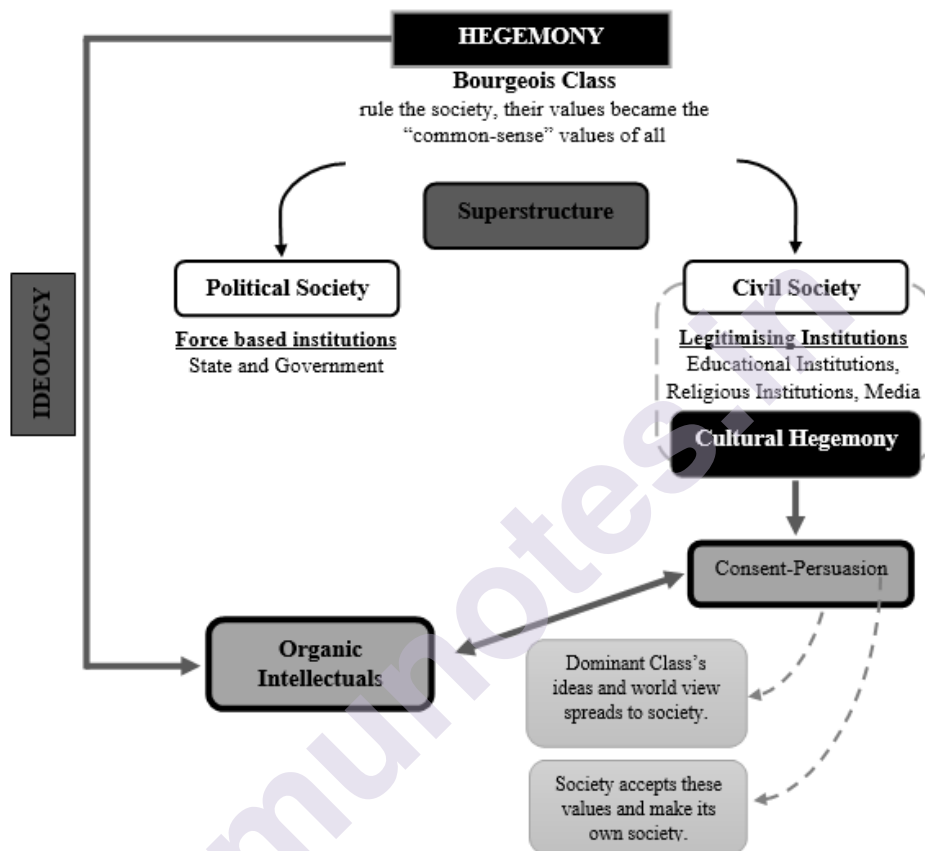 HEGEMONY
Bourgeois Class
rule the society, their values became the
“common-sense” values of all
Superstructure
IDEOLOGY
Political Society
Force based institutions
State and Government
Civil Society
Legitimising Institutions
Educational Institutions,
Religious Institutions, Media
Cultural Hegemony
Consent-Persuasion
Organic
Intellectuals
Dominant Class’s
ideas and world view
spreads to society.
Society accepts these
values and make its
own society.
munotes.in